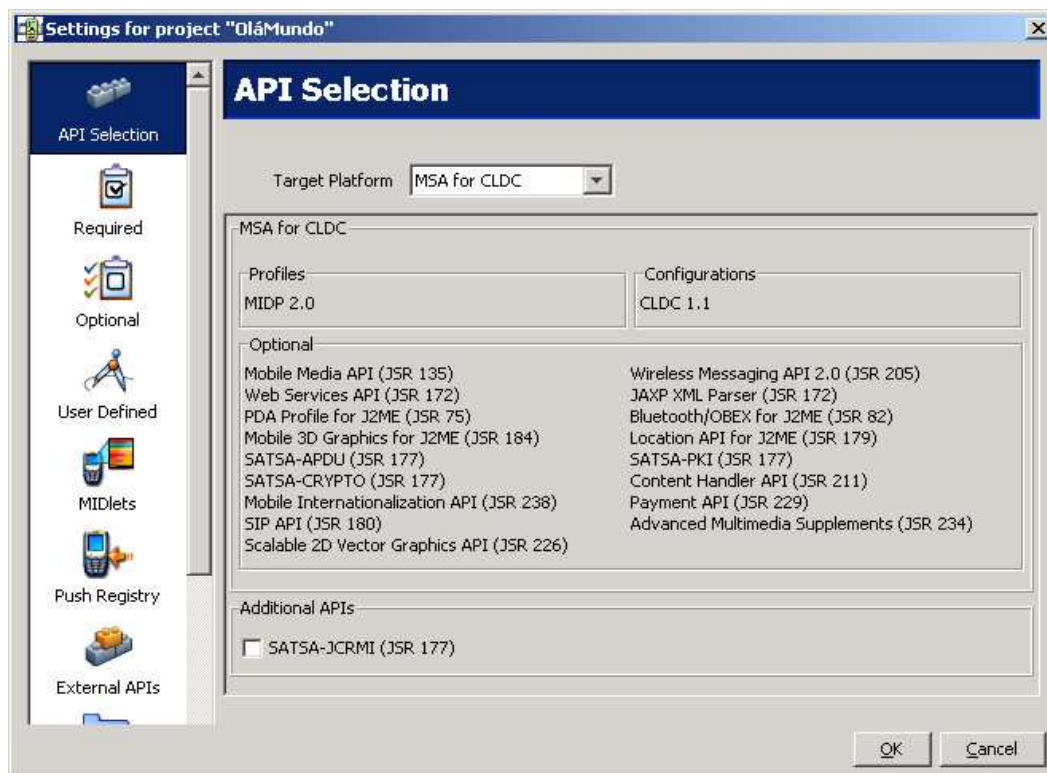 Settings for project "OláMundo"
API Selection
Required
Optional
User Defined
MIDlets
Push Registry
External APIs
API Selection
Target Platform MSA for CLDC
MSA for CLDC
Profiles
MIDP 2.0
Configurations
CLDC 1.1
Optional
Mobile Media API (JSR 135)
Web Services API (JSR 172)
PDA Profile for J2ME (JSR 75)
Mobile 3D Graphics for J2ME (JSR 184)
SATSA-APDU (JSR 177)
SATSA-CRYPTO (JSR 177)
Mobile Internationalization API (JSR 238)
SIP API (JSR 180)
Scalable 2D Vector Graphics API (JSR 226)
Wireless Messaging API 2.0 (JSR 205)
JAXP XML Parser (JSR 172)
Bluetooth/OBEX for J2ME (JSR 82)
Location API for J2ME (JSR 179)
SATSA-PKI (JSR 177)
Content Handler API (JSR 211)
Payment API (JSR 229)
Advanced Multimedia Supplements (JSR 234)
Additional APIs
SATSA-JCRMI (JSR 177)
OK
Cancel